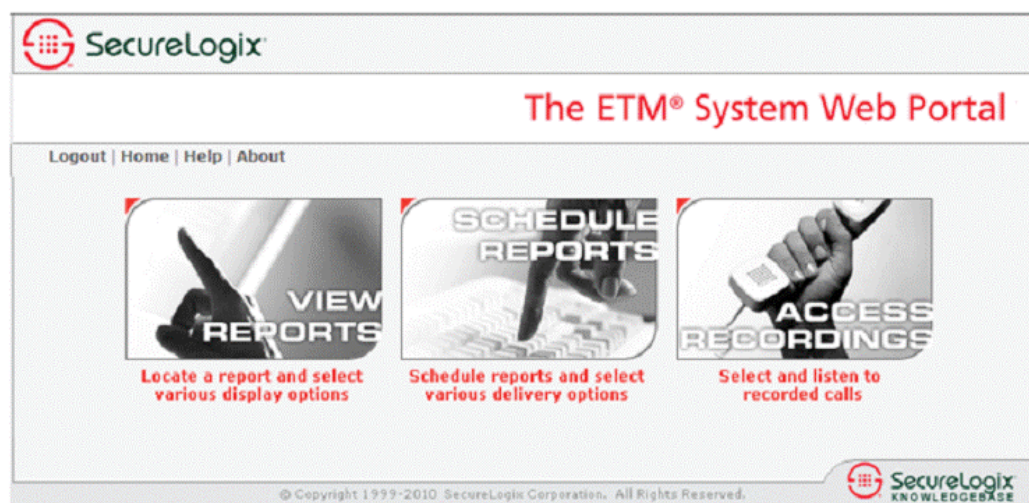 SecureLogix
The ETM® System Web Portal
Logout | Home | Help | About
VIEW
REPORTS
Locate a report and select
various display options
SCHEDULE
REPORTS
Schedule reports and select
various delivery options
ACCESS
RECORDINGS
Select and listen to
recorded calls
© Copyright 1999-2010 SecureLogix Corporation. All Rights Reserved.
SecureLogix
KNOWLEDGEBASE